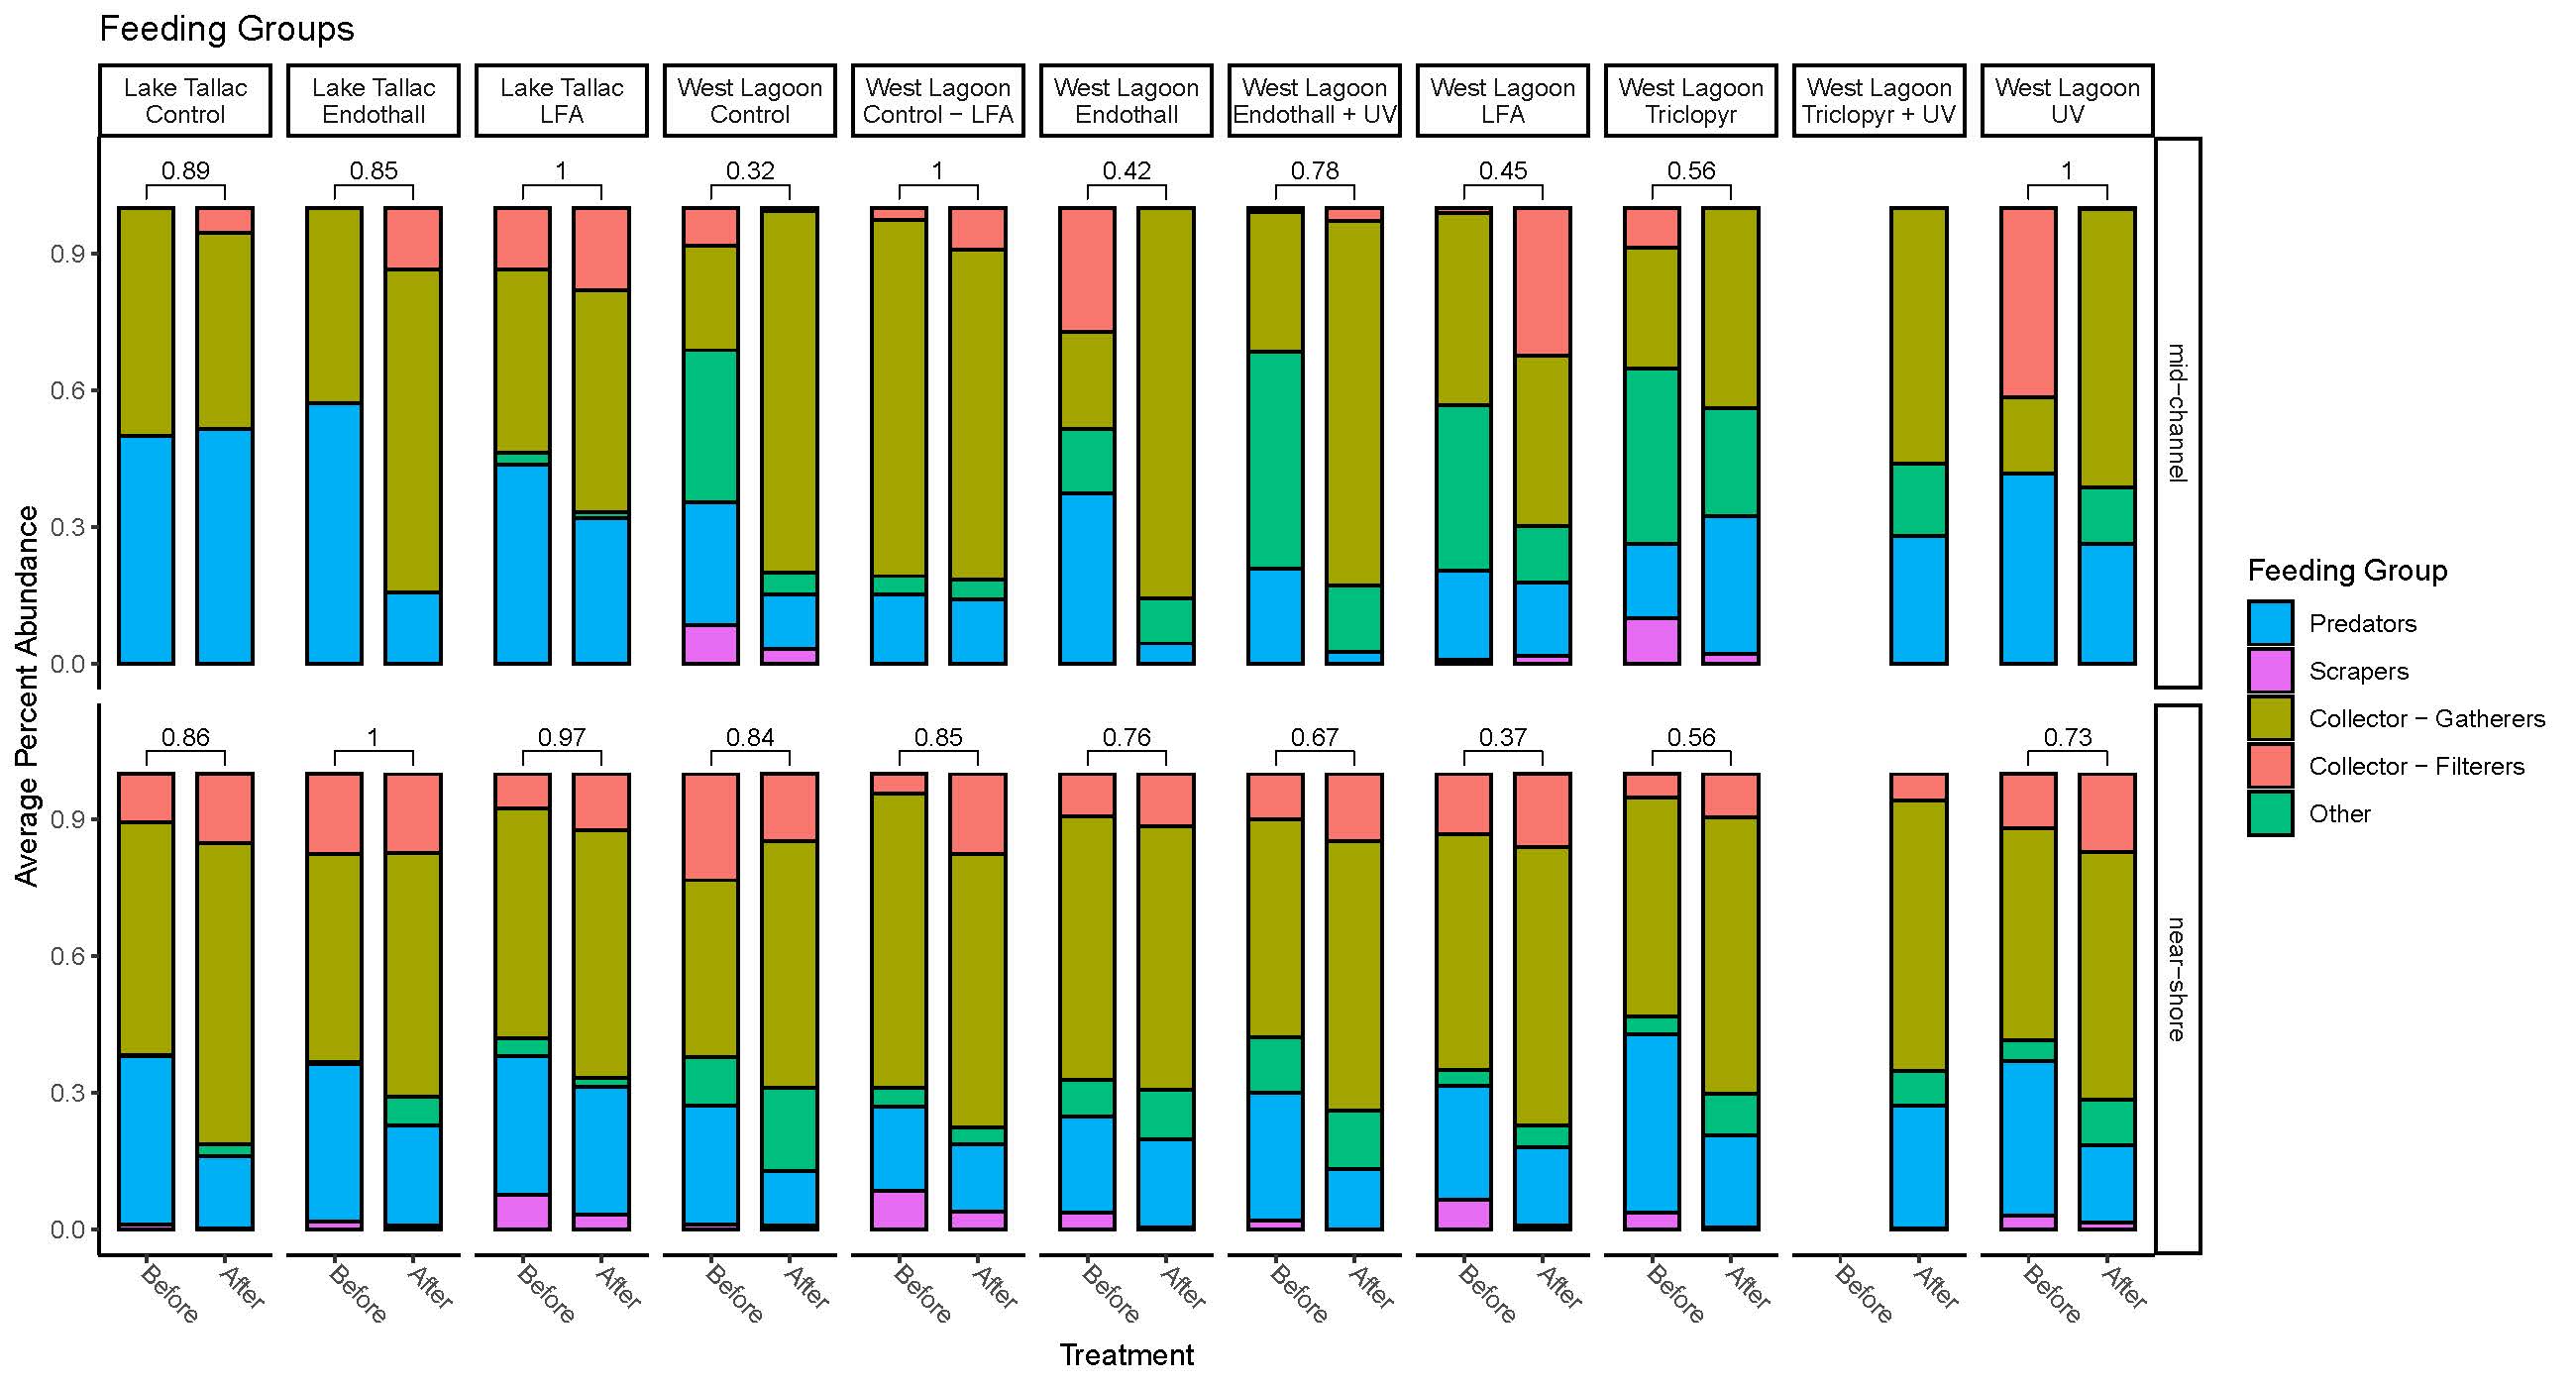 Feeding Groups
Lake Tallac
Control
Lake Tallac
Endothall
Lake Tallac
LFA
West Lagoon
Control
West Lagoon
Control − LFA
West Lagoon
Endothall
West Lagoon
Endothall + UV
West Lagoon
LFA
West Lagoon
Triclopyr
West Lagoon
Triclopyr + UV
West Lagoon
UV
0.89 0.85 1 0.32 1 0.42 0.78 0.45 0.56 1
0.9
0.6
0.3
0.0
mid−channel
0.86 1 0.97 0.84 0.85 0.76 0.67 0.37 0.56 0.73
0.9
0.6
0.3
0.0
near−shore
Average Percent Abundance
Before After Before After Before After Before After Before After Before After Before After Before After Before After Before After Before After
Treatment
Feeding Group
Predators
Scrapers
Collector − Gatherers
Collector − Filterers
Other